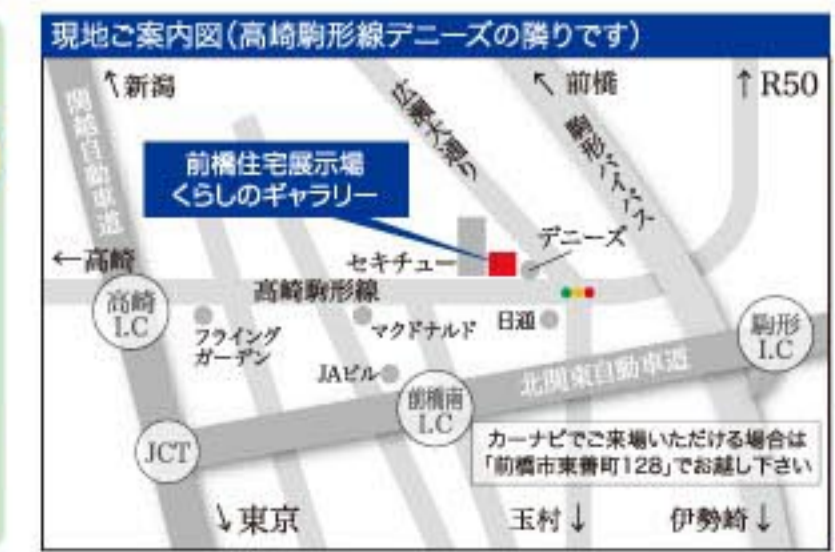 現地ご案内図(高崎駒形線デニーズの隣りです)
↖新潟
↖ 前橋
↑R50
関越自動車道
広瀬大通り
駒形バイパス
前橋住宅展示場
くらしのギャラリー
デニーズ
←高崎
セキチュー
高崎駒形線
高崎
I.C
フライング
ガーデン
マクドナルド
日通
駒形
I.C
JAビル
北関東自動車道
前橋南
I.C
JCT
カーナビでご来場いただける場合は
「前橋市東善町128」でお越し下さい
↘東京
玉村↓
伊勢崎↓